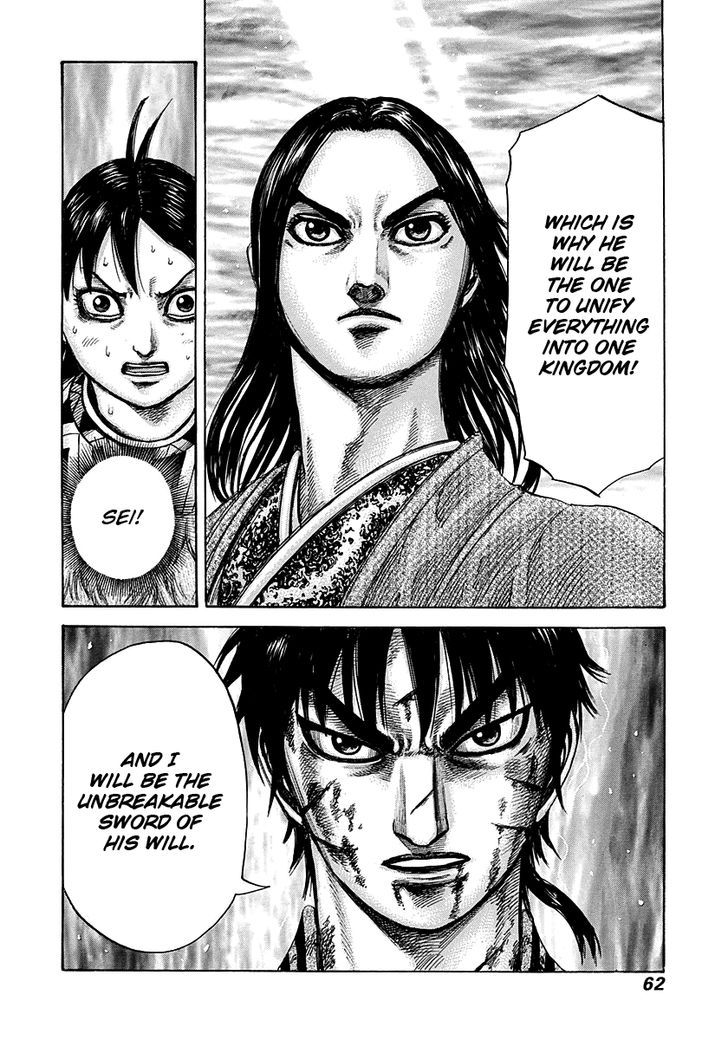 WHICH IS
WHY HE
WILL BE
THE ONE
TO UNIFY
EVERYTHING
INTO ONE
KINGDOM!
SEI!
AND I
WILL BE THE
UNBREAKABLE
SWORD OF
HIS WILL.
62